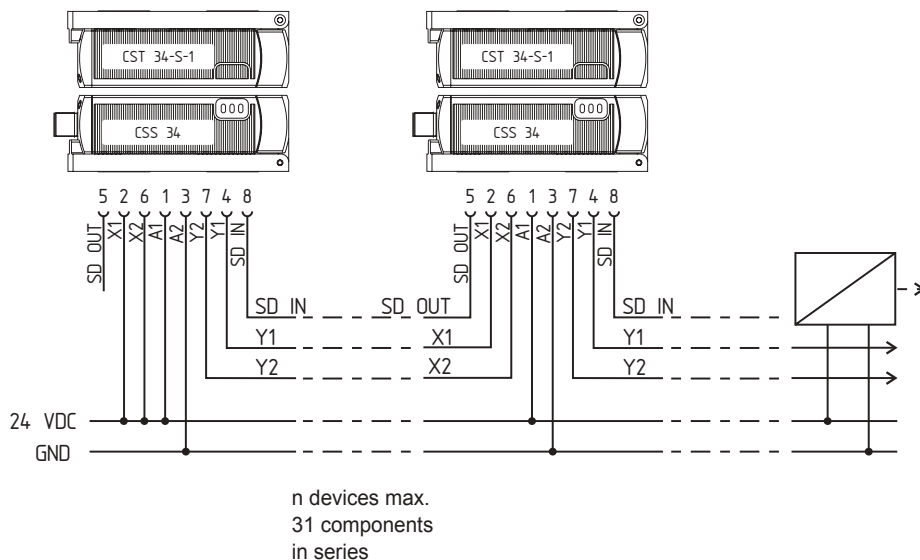 CST 34-S-1 CST 34-S-1
000 000
CSS 34 CSS 34
5 2 6 1 3 7 4 8 5 2 6 1 3 7 4 8
SD OUT X1 X2 A1 A2 Y2 Y1 SD IN SD OUT X1 X2 A1 A2 Y2 Y1 SD IN
SD IN SD OUT SD IN
Y1 X1 Y1
Y2 X2 Y2
24 VDC
GND
n devices max.
31 components
in series